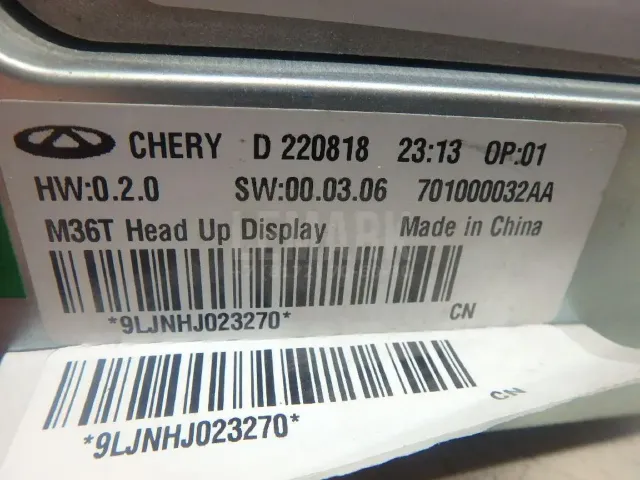 CHERY D 220818 23:13 OP:01
HW:0.2.0 SW:00.03.06 701000032AA
M36T Head Up Display Made in China
*9LJNHJ023270* CN
CN
*9LJNHJ023270*